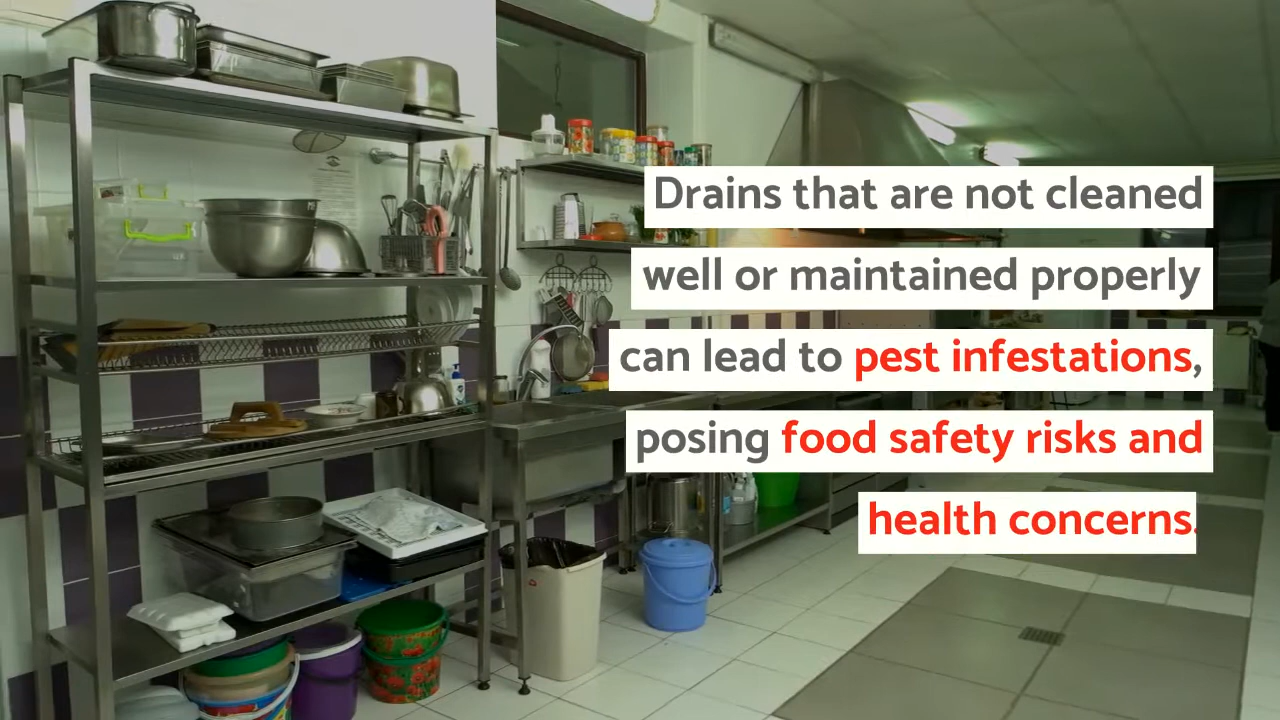 Drains that are not cleaned
well or maintained properly
can lead to pest infestations,
posing food safety risks and
health concerns.